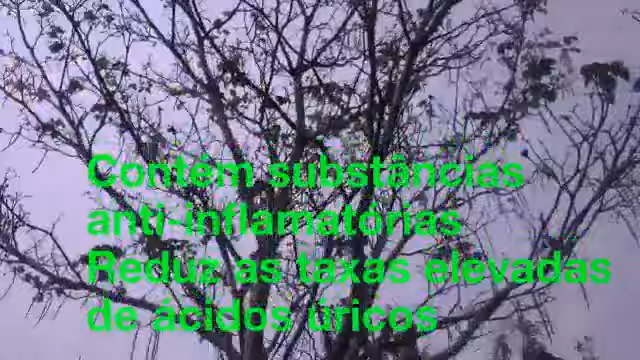 Contém substâncias
anti-inflamatórias
Reduz as taxas elevadas
de ácidos úricos